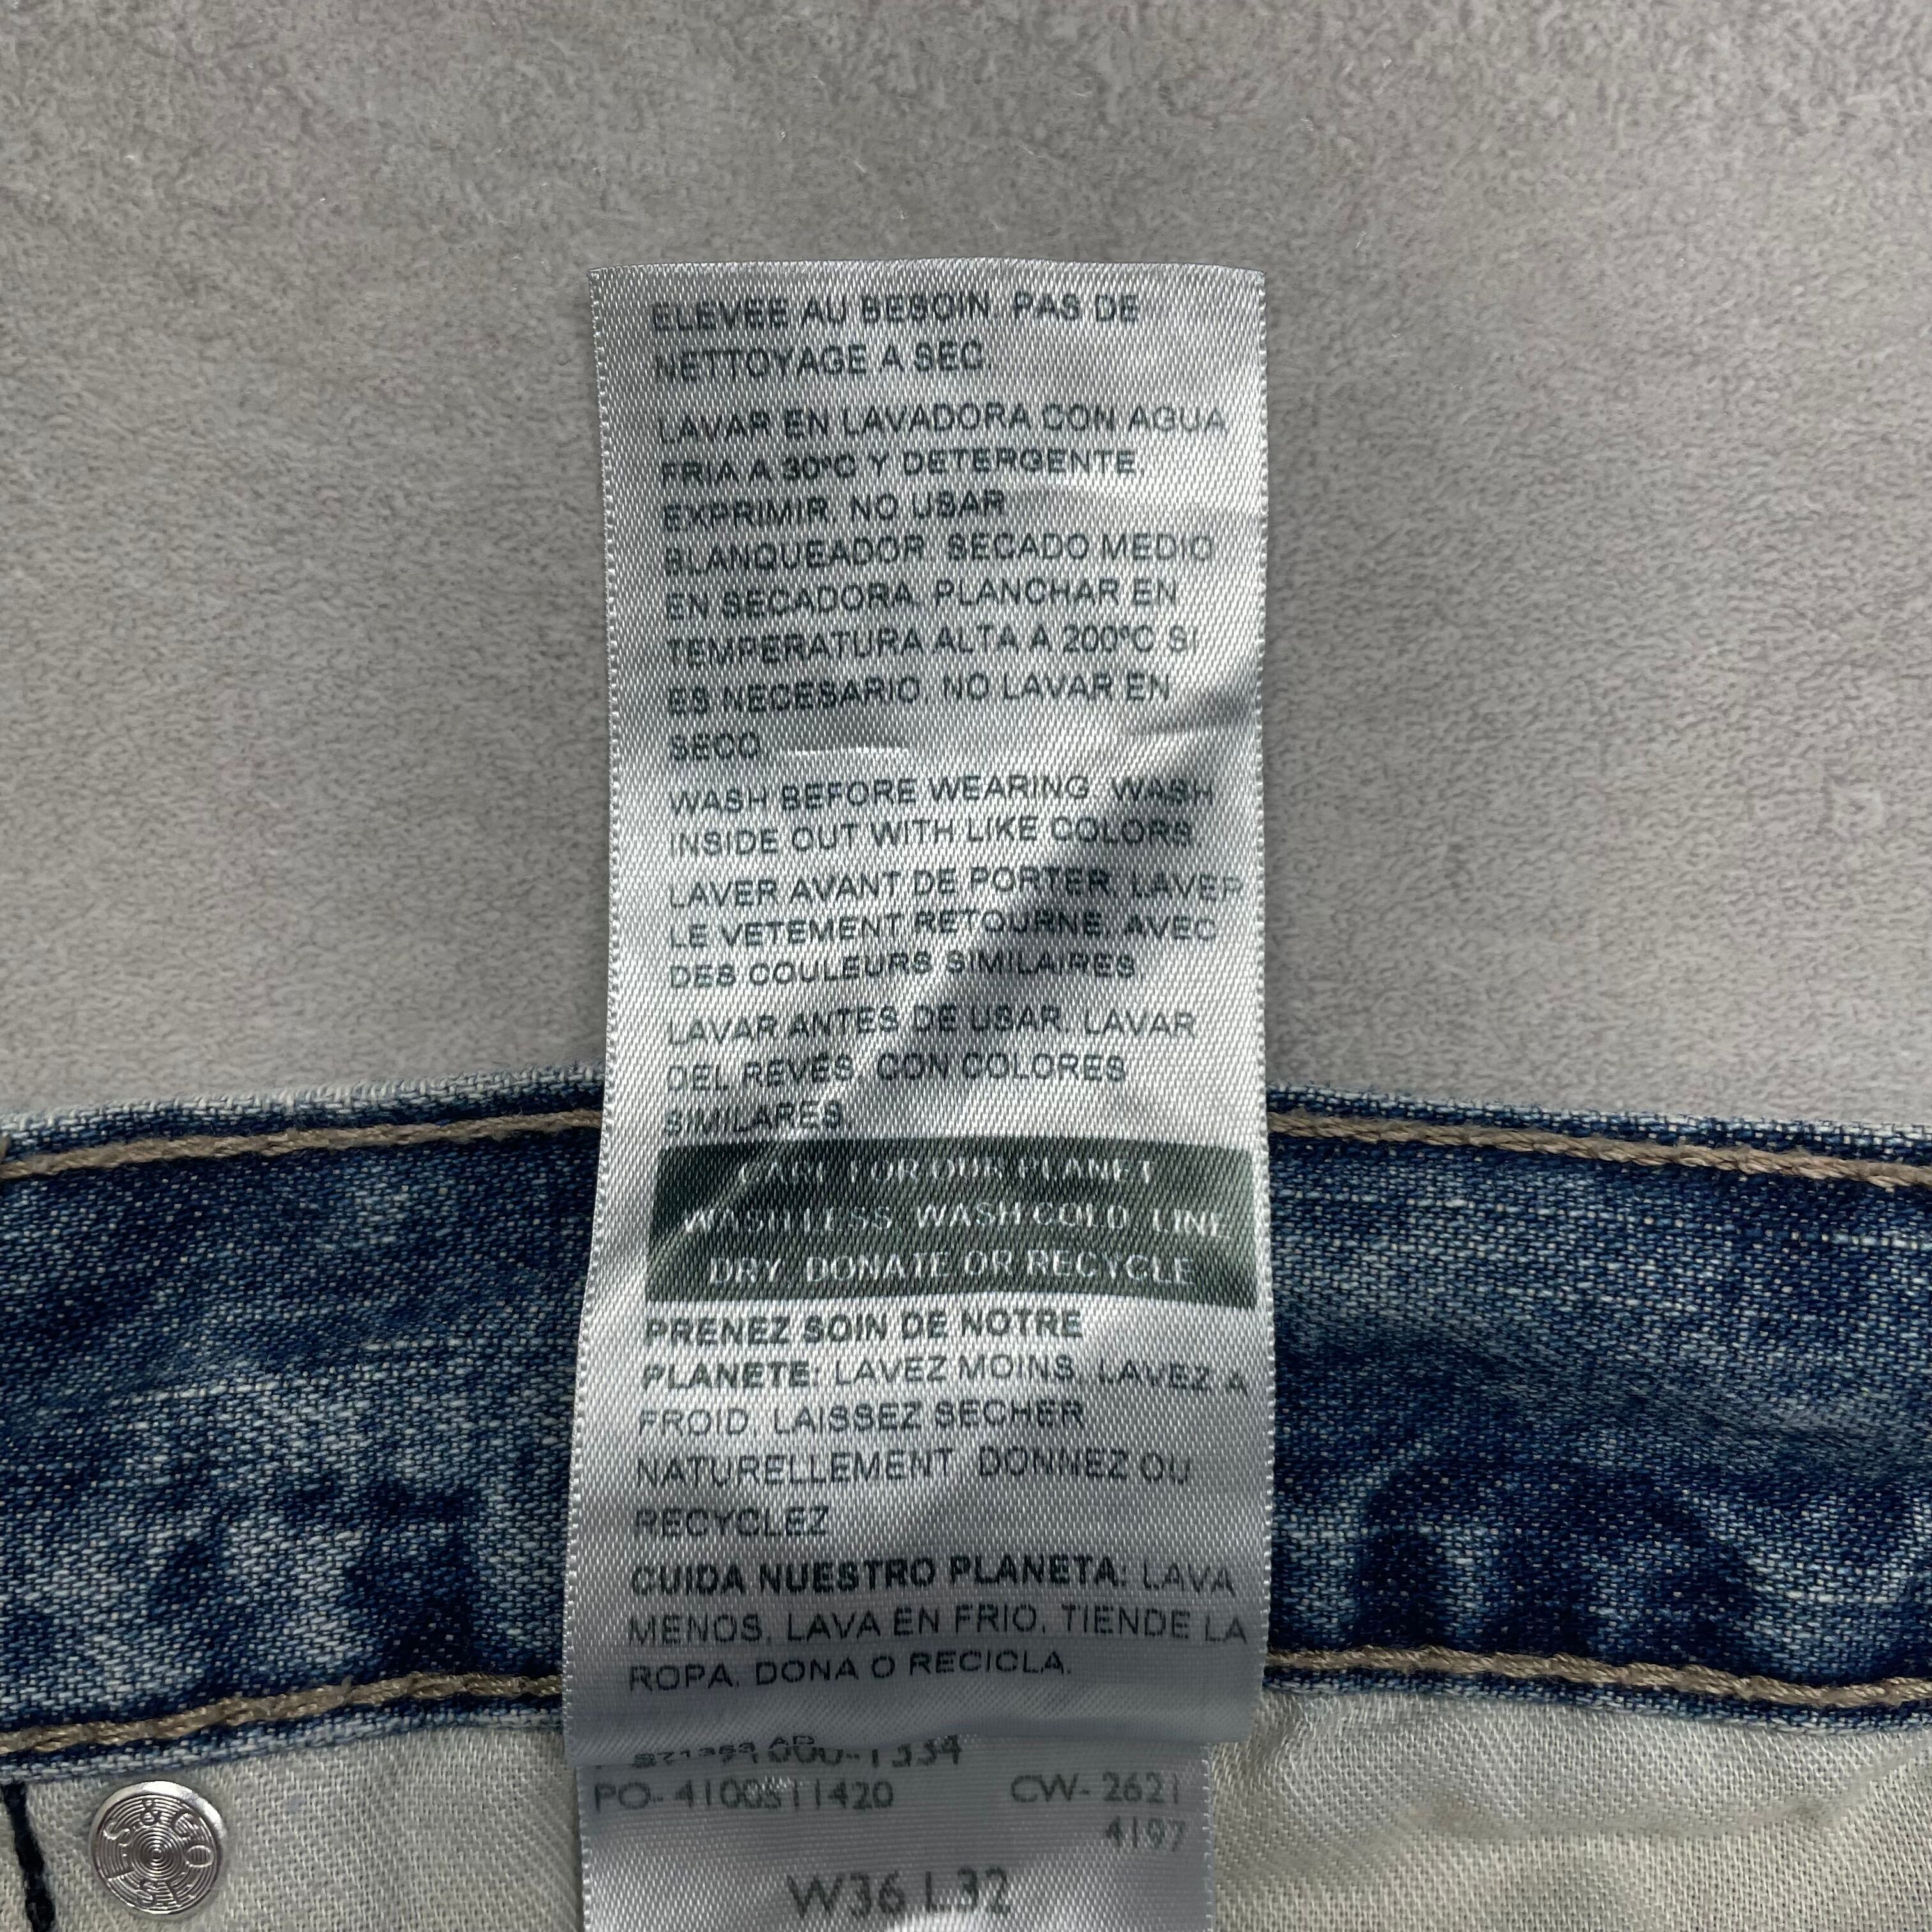 ELEVEE AU BESOIN. PAS DE
NETTOYAGE A SEC
LAVAR EN LAVADORA CON AGUA
FRIA A 30°C Y DETERGENTE.
EXPRIMIR. NO USAR
BLANQUEADOR. SECADO MEDIO
EN SECADORA. PLANCHAR EN
TEMPERATURA ALTA A 200°C SI
ES NECESARIO. NO LAVAR EN
SECO
WASH BEFORE WEARING. WASH
INSIDE OUT WITH LIKE COLORS
LAVER AVANT DE PORTER. LAVER
LE VETEMENT RETOURNE, AVEC
DES COULEURS SIMILAIRES
LAVAR ANTES DE USAR. LAVAR
DEL REVES, CON COLORES
SIMILARES
CARE FOR OUR PLANET
WASH LESS, WASH COLD, LINE
DRY, DONATE OR RECYCLE
PRENEZ SOIN DE NOTRE
PLANETE: LAVEZ MOINS, LAVEZ A
FROID, LAISSEZ SECHER
NATURELLEMENT, DONNEZ OU
RECYCLEZ
CUIDA NUESTRO PLANETA: LAVA
MENOS, LAVA EN FRIO, TIENDE LA
ROPA, DONA O RECICLA.
PO- 4100511420 CW- 2621
4197
W36 L32